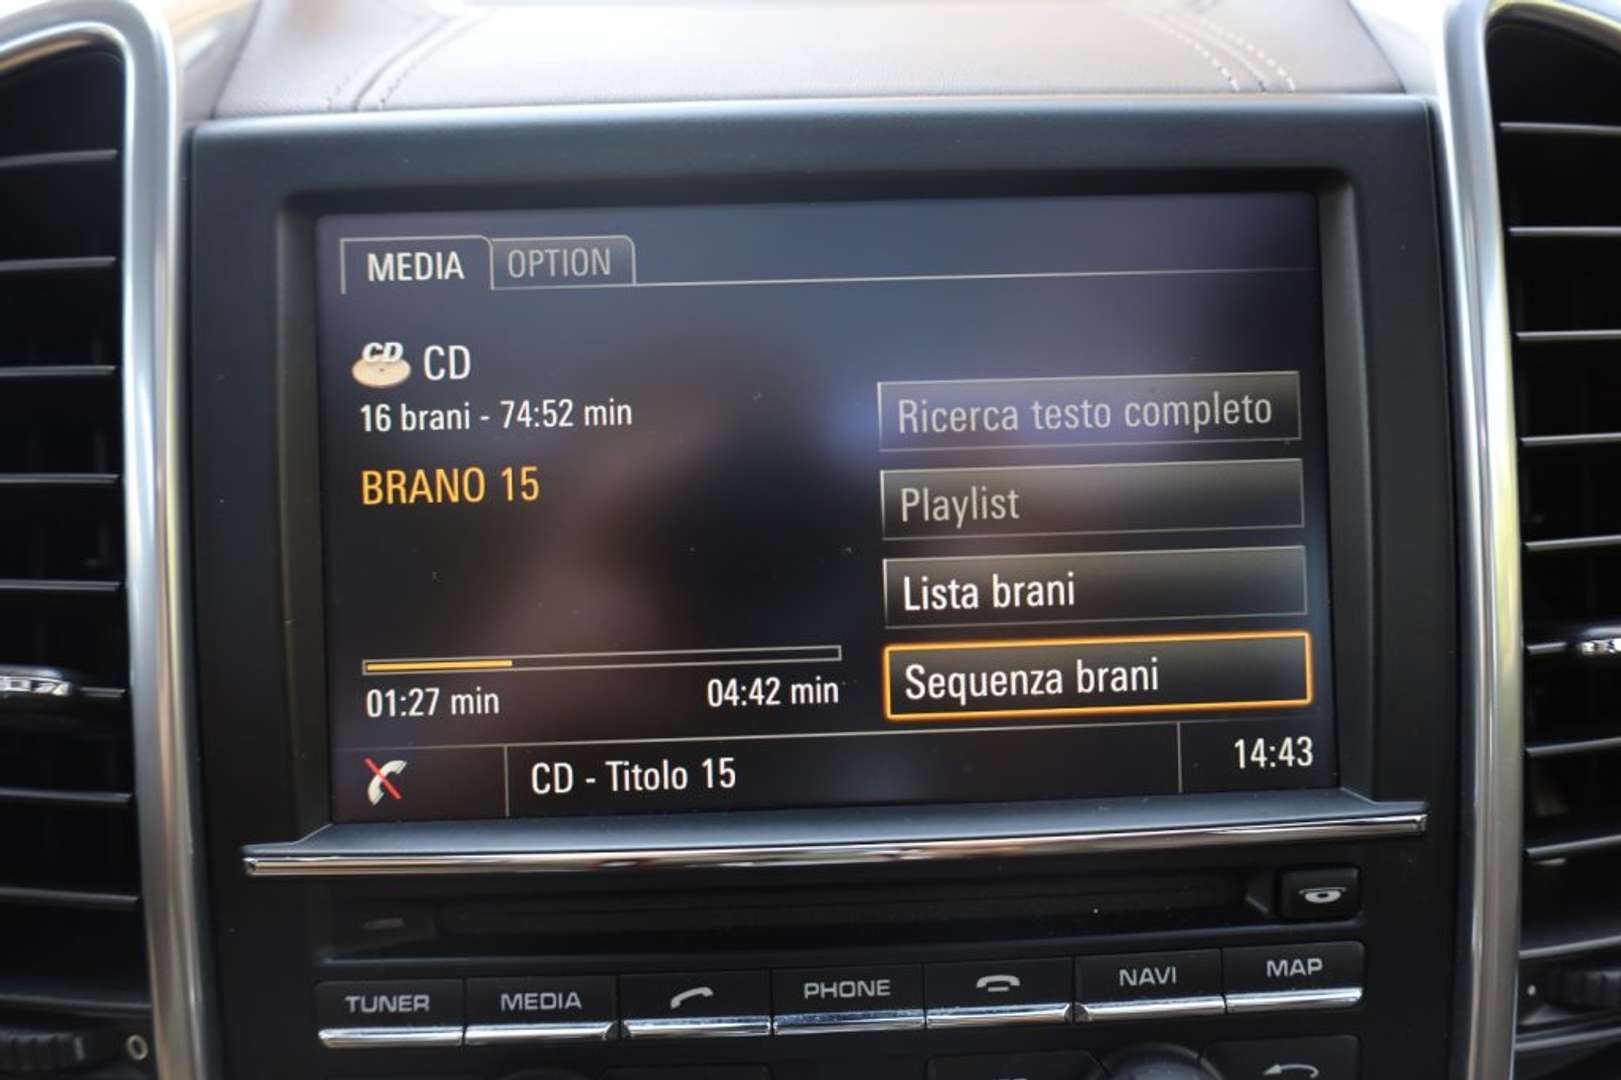 MEDIA OPTION
CD CD
16 brani - 74:52 min
BRANO 15
Ricerca testo completo
Playlist
Lista brani
Sequenza brani
01:27 min 04:42 min
CD - Titolo 15 14:43
TUNER MEDIA PHONE NAVI MAP